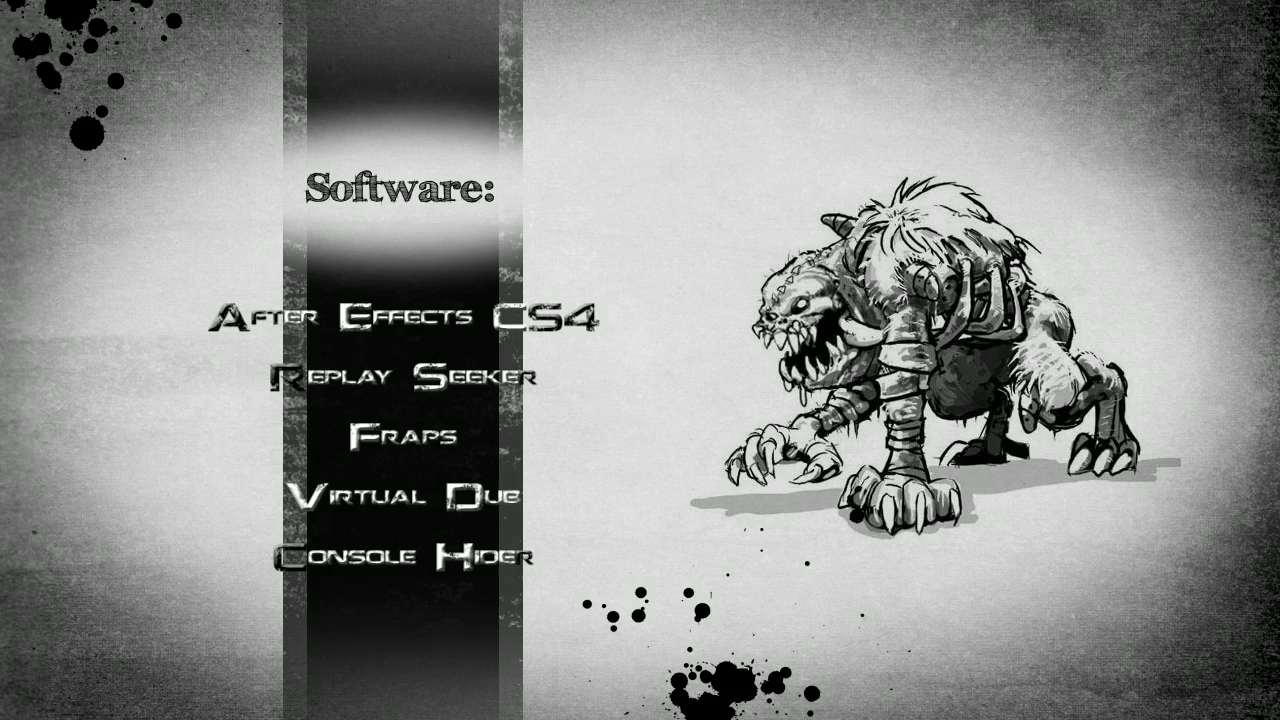 Software:
After Effects CS4
Replay Seeker
Fraps
Virtual Dub
Console Hider